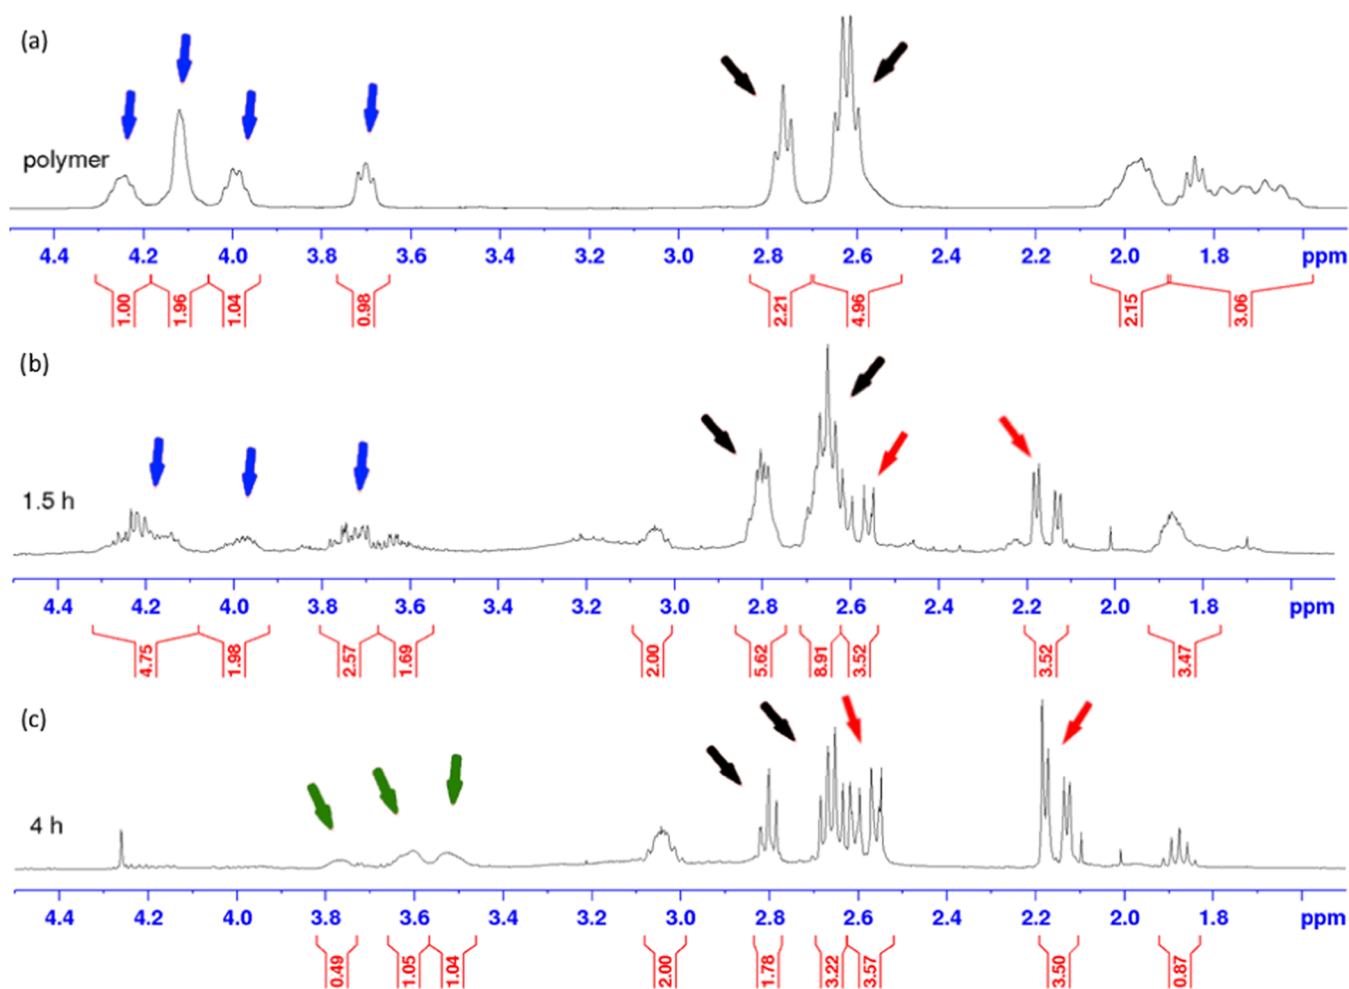 (a)
polymer
4.4 4.2 4.0 3.8 3.6 3.4 3.2 3.0 2.8 2.6 2.4 2.2 2.0 1.8 ppm
1.00 1.96 1.04 0.98 2.21 4.96 2.15 3.06
(b)
1.5 h
4.4 4.2 4.0 3.8 3.6 3.4 3.2 3.0 2.8 2.6 2.4 2.2 2.0 1.8 ppm
4.75 1.98 2.57 1.69 2.00 5.62 8.91 3.52 3.52 3.47
(c)
4 h
4.4 4.2 4.0 3.8 3.6 3.4 3.2 3.0 2.8 2.6 2.4 2.2 2.0 1.8 ppm
0.49 1.05 1.04 2.00 1.78 3.22 3.57 3.50 0.87